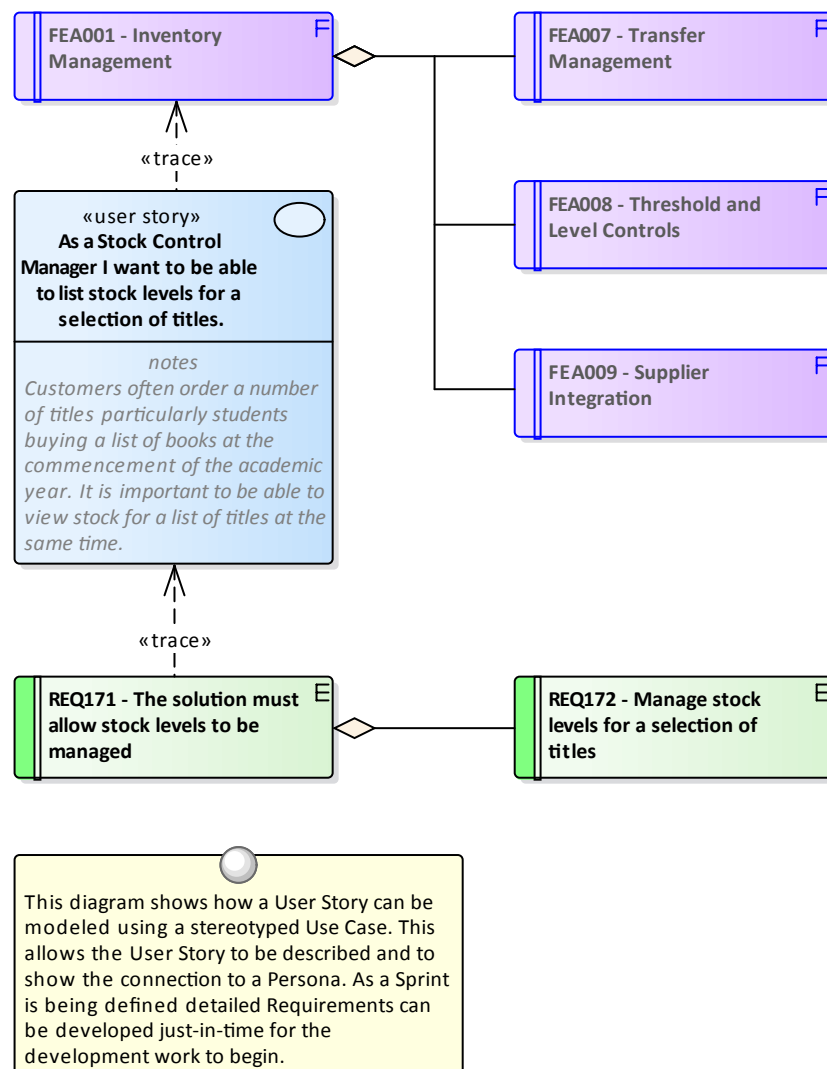 FEA001 - Inventory
Management
F
FEA007 - Transfer
Management
F
«trace»
«user story»
As a Stock Control
Manager I want to be able
to list stock levels for a
selection of titles.
notes
Customers often order a number
of titles particularly students
buying a list of books at the
commencement of the academic
year. It is important to be able to
view stock for a list of titles at the
same time.
FEA008 - Threshold and
Level Controls
F
FEA009 - Supplier
Integration
F
«trace»
REQ171 - The solution must
allow stock levels to be
managed
E
REQ172 - Manage stock
levels for a selection of
titles
E
This diagram shows how a User Story can be
modeled using a stereotyped Use Case. This
allows the User Story to be described and to
show the connection to a Persona. As a Sprint
is being defined detailed Requirements can
be developed just-in-time for the
development work to begin.